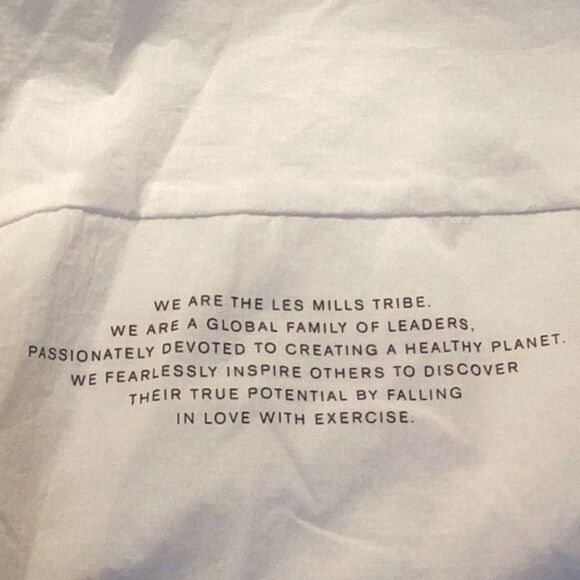 WE ARE THE LES MILLS TRIBE.
WE ARE A GLOBAL FAMILY OF LEADERS,
PASSIONATELY DEVOTED TO CREATING A HEALTHY PLANET.
WE FEARLESSLY INSPIRE OTHERS TO DISCOVER
THEIR TRUE POTENTIAL BY FALLING
IN LOVE WITH EXERCISE.